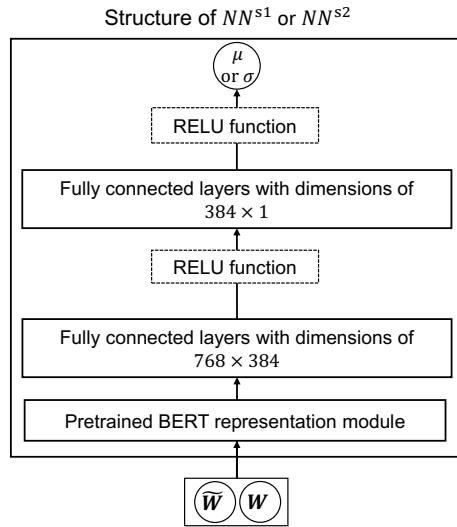 Structure of NN^s1 or NN^s2
μ
or σ
RELU function
Fully connected layers with dimensions of
384 × 1
RELU function
Fully connected layers with dimensions of
768 × 384
Pretrained BERT representation module
W̃ W